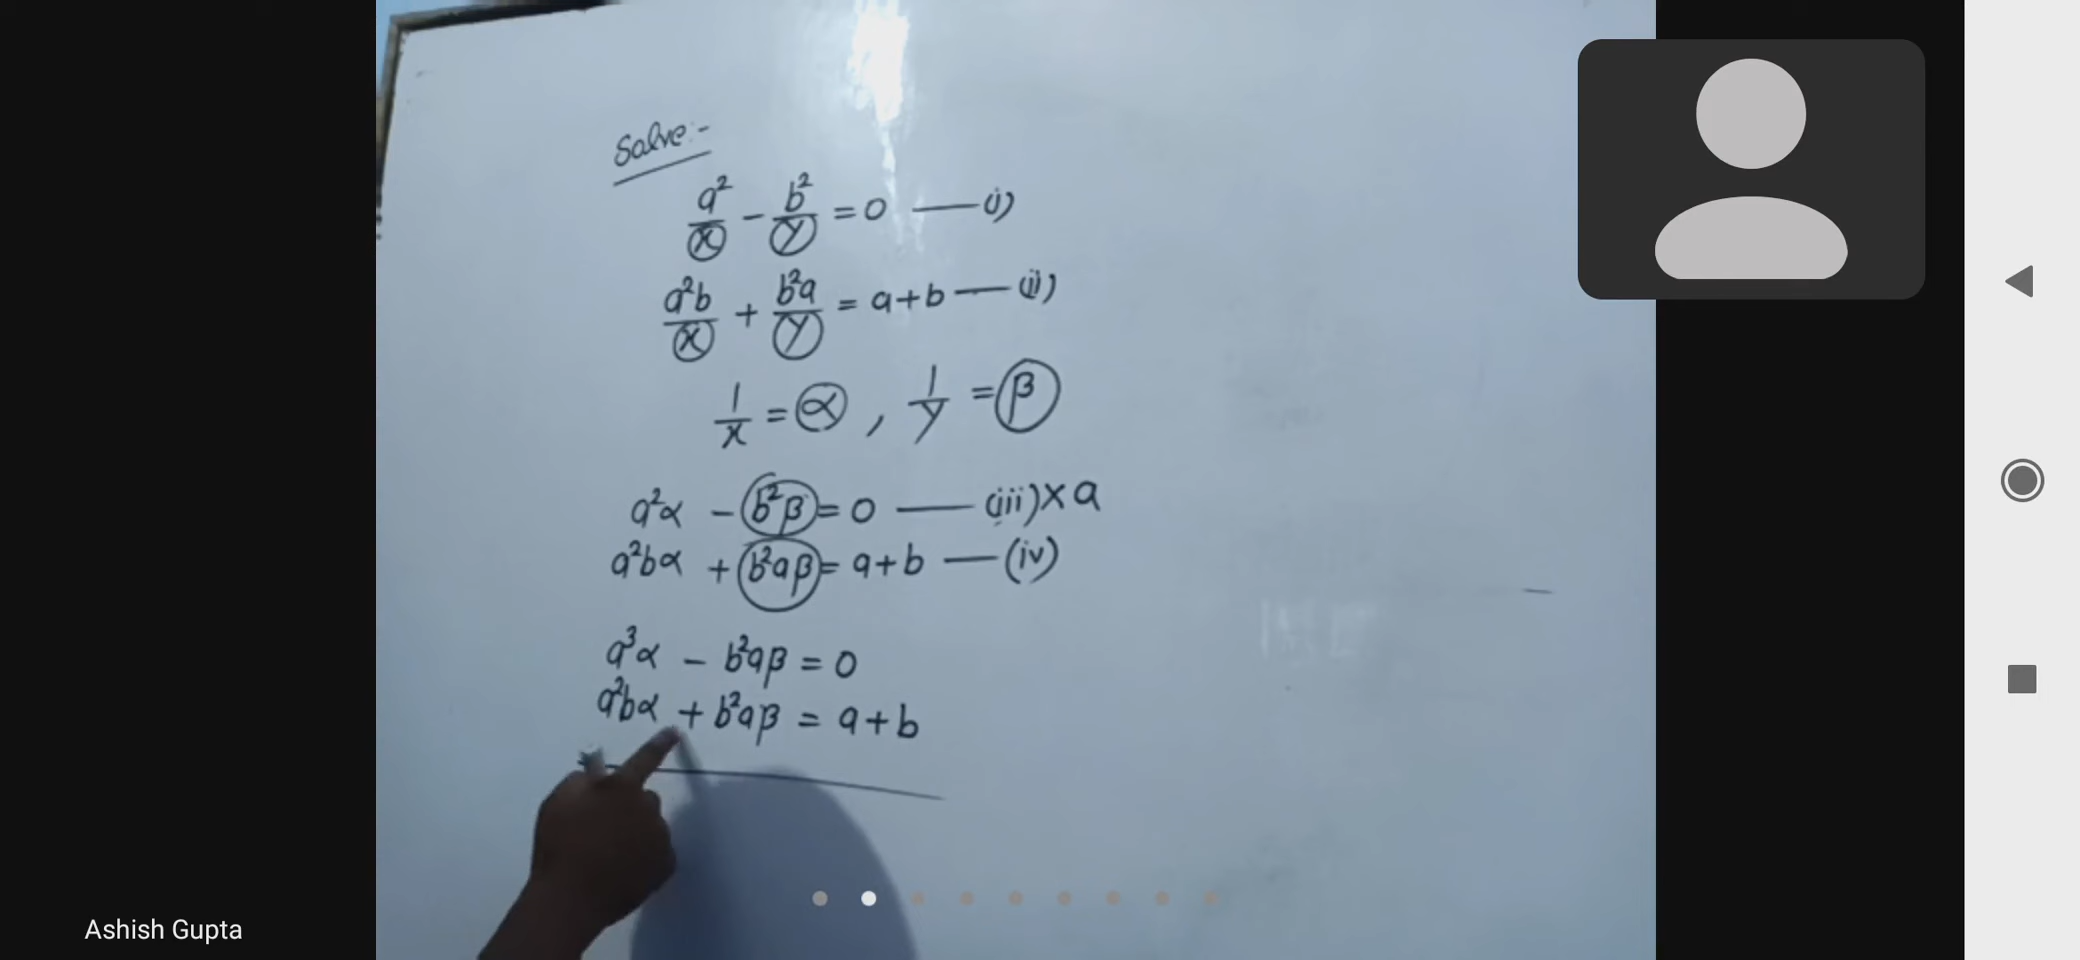 Solve:-
a²/x - b²/y = 0 —— (i)
a²b/x + b²a/y = a+b —— (ii)
1/x = α , 1/y = β
a²α - b²β = 0 —— (iii) × a
a²bα + b²aβ = a+b —— (iv)
a³α - b²aβ = 0
a²bα + b²aβ = a+b
Ashish Gupta